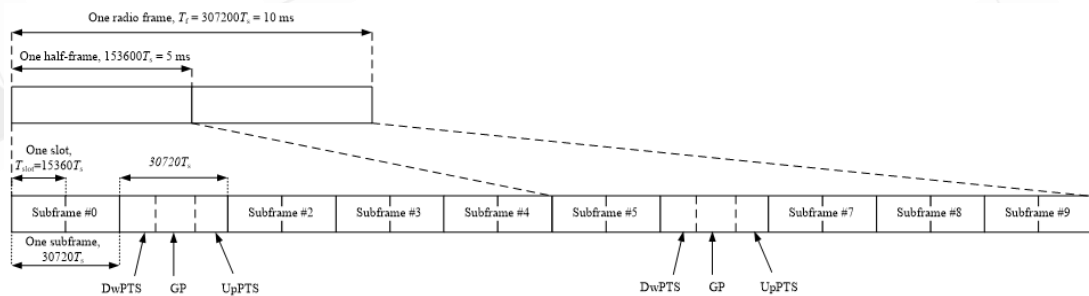 One radio frame, Tf = 307200Ts = 10 ms
One half-frame, 153600Ts = 5 ms
One slot,
Tslot=15360Ts
30720Ts
Subframe #0
Subframe #2
Subframe #3
Subframe #4
Subframe #5
Subframe #7
Subframe #8
Subframe #9
One subframe,
30720Ts
DwPTS
GP
UpPTS
DwPTS
GP
UpPTS